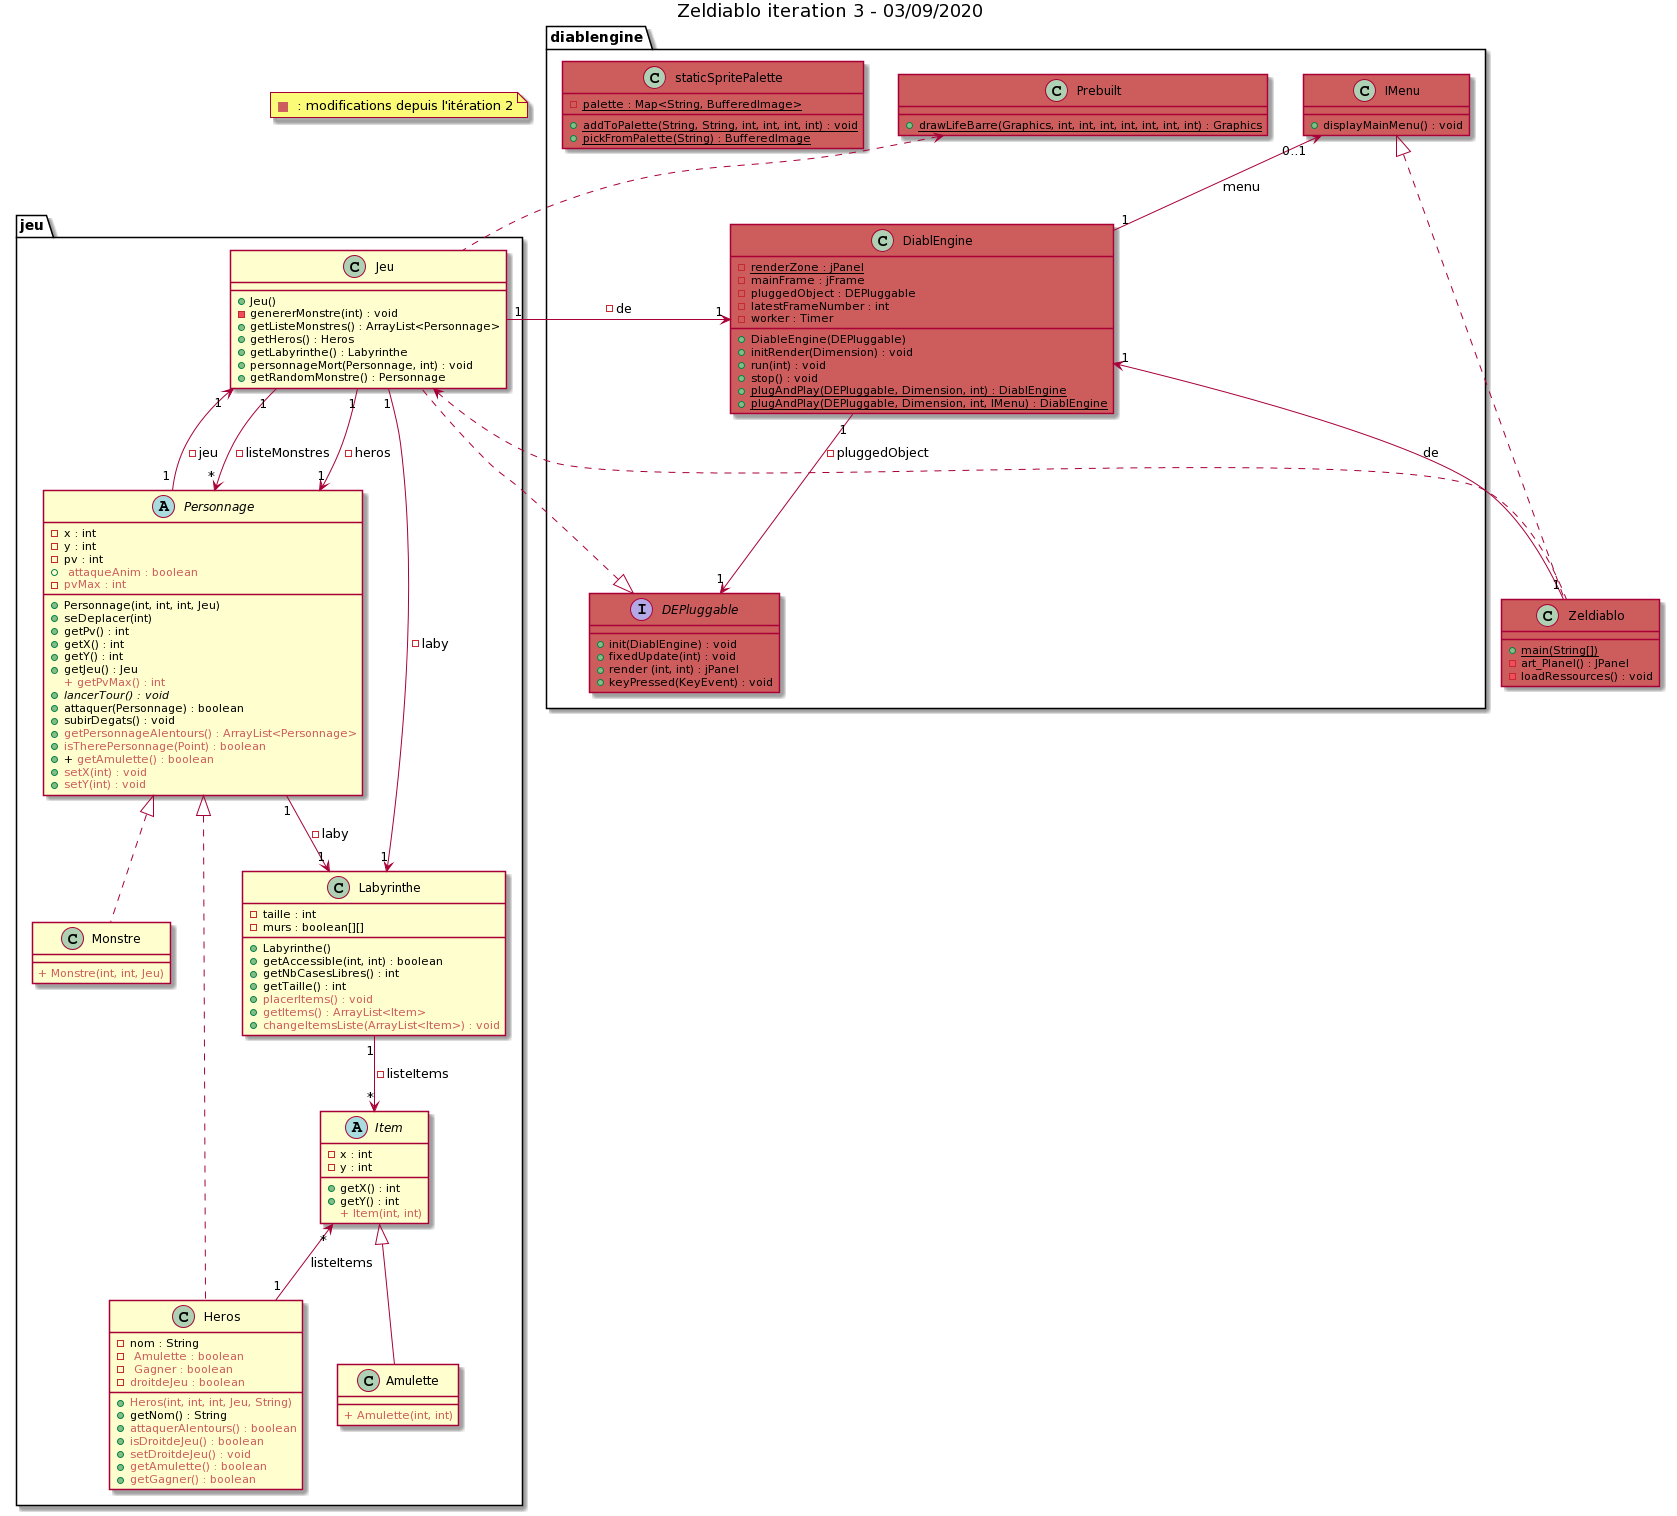 Zeldiablo iteration 3 - 03/09/2020
: modifications depuis l'itération 2
diablengine
staticSpritePalette
palette : Map<String, BufferedImage>
addToPalette(String, String, int, int, int, int) : void
pickFromPalette(String) : BufferedImage
Prebuilt
drawLifeBarre(Graphics, int, int, int, int, int, int, int) : Graphics
IMenu
displayMainMenu() : void
0..1
menu
1
DiablEngine
renderZone : jPanel
mainFrame : jFrame
pluggedObject : DEPluggable
latestFrameNumber : int
worker : Timer
DiableEngine(DEPluggable)
initRender(Dimension) : void
run(int) : void
stop() : void
plugAndPlay(DEPluggable, Dimension, int) : DiablEngine
plugAndPlay(DEPluggable, Dimension, int, IMenu) : DiablEngine
1
de
1
1
de
1
1
pluggedObject
1
DEPluggable
init(DiablEngine) : void
fixedUpdate(int) : void
render (int, int) : jPanel
keyPressed(KeyEvent) : void
Zeldiablo
main(String[])
art_Planel() : JPanel
loadRessources() : void
jeu
Jeu
Jeu()
genererMonstre(int) : void
getListeMonstres() : ArrayList<Personnage>
getHeros() : Heros
getLabyrinthe() : Labyrinthe
personnageMort(Personnage, int) : void
getRandomMonstre() : Personnage
1
1
1
1
jeu
listeMonstres
heros
1
*
1
laby
Personnage
x : int
y : int
pv : int
attaqueAnim : boolean
pvMax : int
Personnage(int, int, int, Jeu)
seDeplacer(int)
getPv() : int
getX() : int
getY() : int
getJeu() : Jeu
+ getPvMax() : int
lancerTour() : void
attaquer(Personnage) : boolean
subirDegats() : void
getPersonnageAlentours() : ArrayList<Personnage>
isTherePersonnage(Point) : boolean
+ getAmulette() : boolean
setX(int) : void
setY(int) : void
1
laby
1
1
Monstre
+ Monstre(int, int, Jeu)
Labyrinthe
taille : int
murs : boolean[][]
Labyrinthe()
getAccessible(int, int) : boolean
getNbCasesLibres() : int
getTaille() : int
placerItems() : void
getItems() : ArrayList<Item>
changeItemsListe(ArrayList<Item>) : void
1
listeItems
*
Item
x : int
y : int
getX() : int
getY() : int
+ Item(int, int)
*
listeItems
1
Heros
nom : String
Amulette : boolean
Gagner : boolean
droitdeJeu : boolean
Heros(int, int, int, Jeu, String)
getNom() : String
attaquerAlentours() : boolean
isDroitdeJeu() : boolean
setDroitdeJeu() : void
getAmulette() : boolean
getGagner() : boolean
Amulette
+ Amulette(int, int)